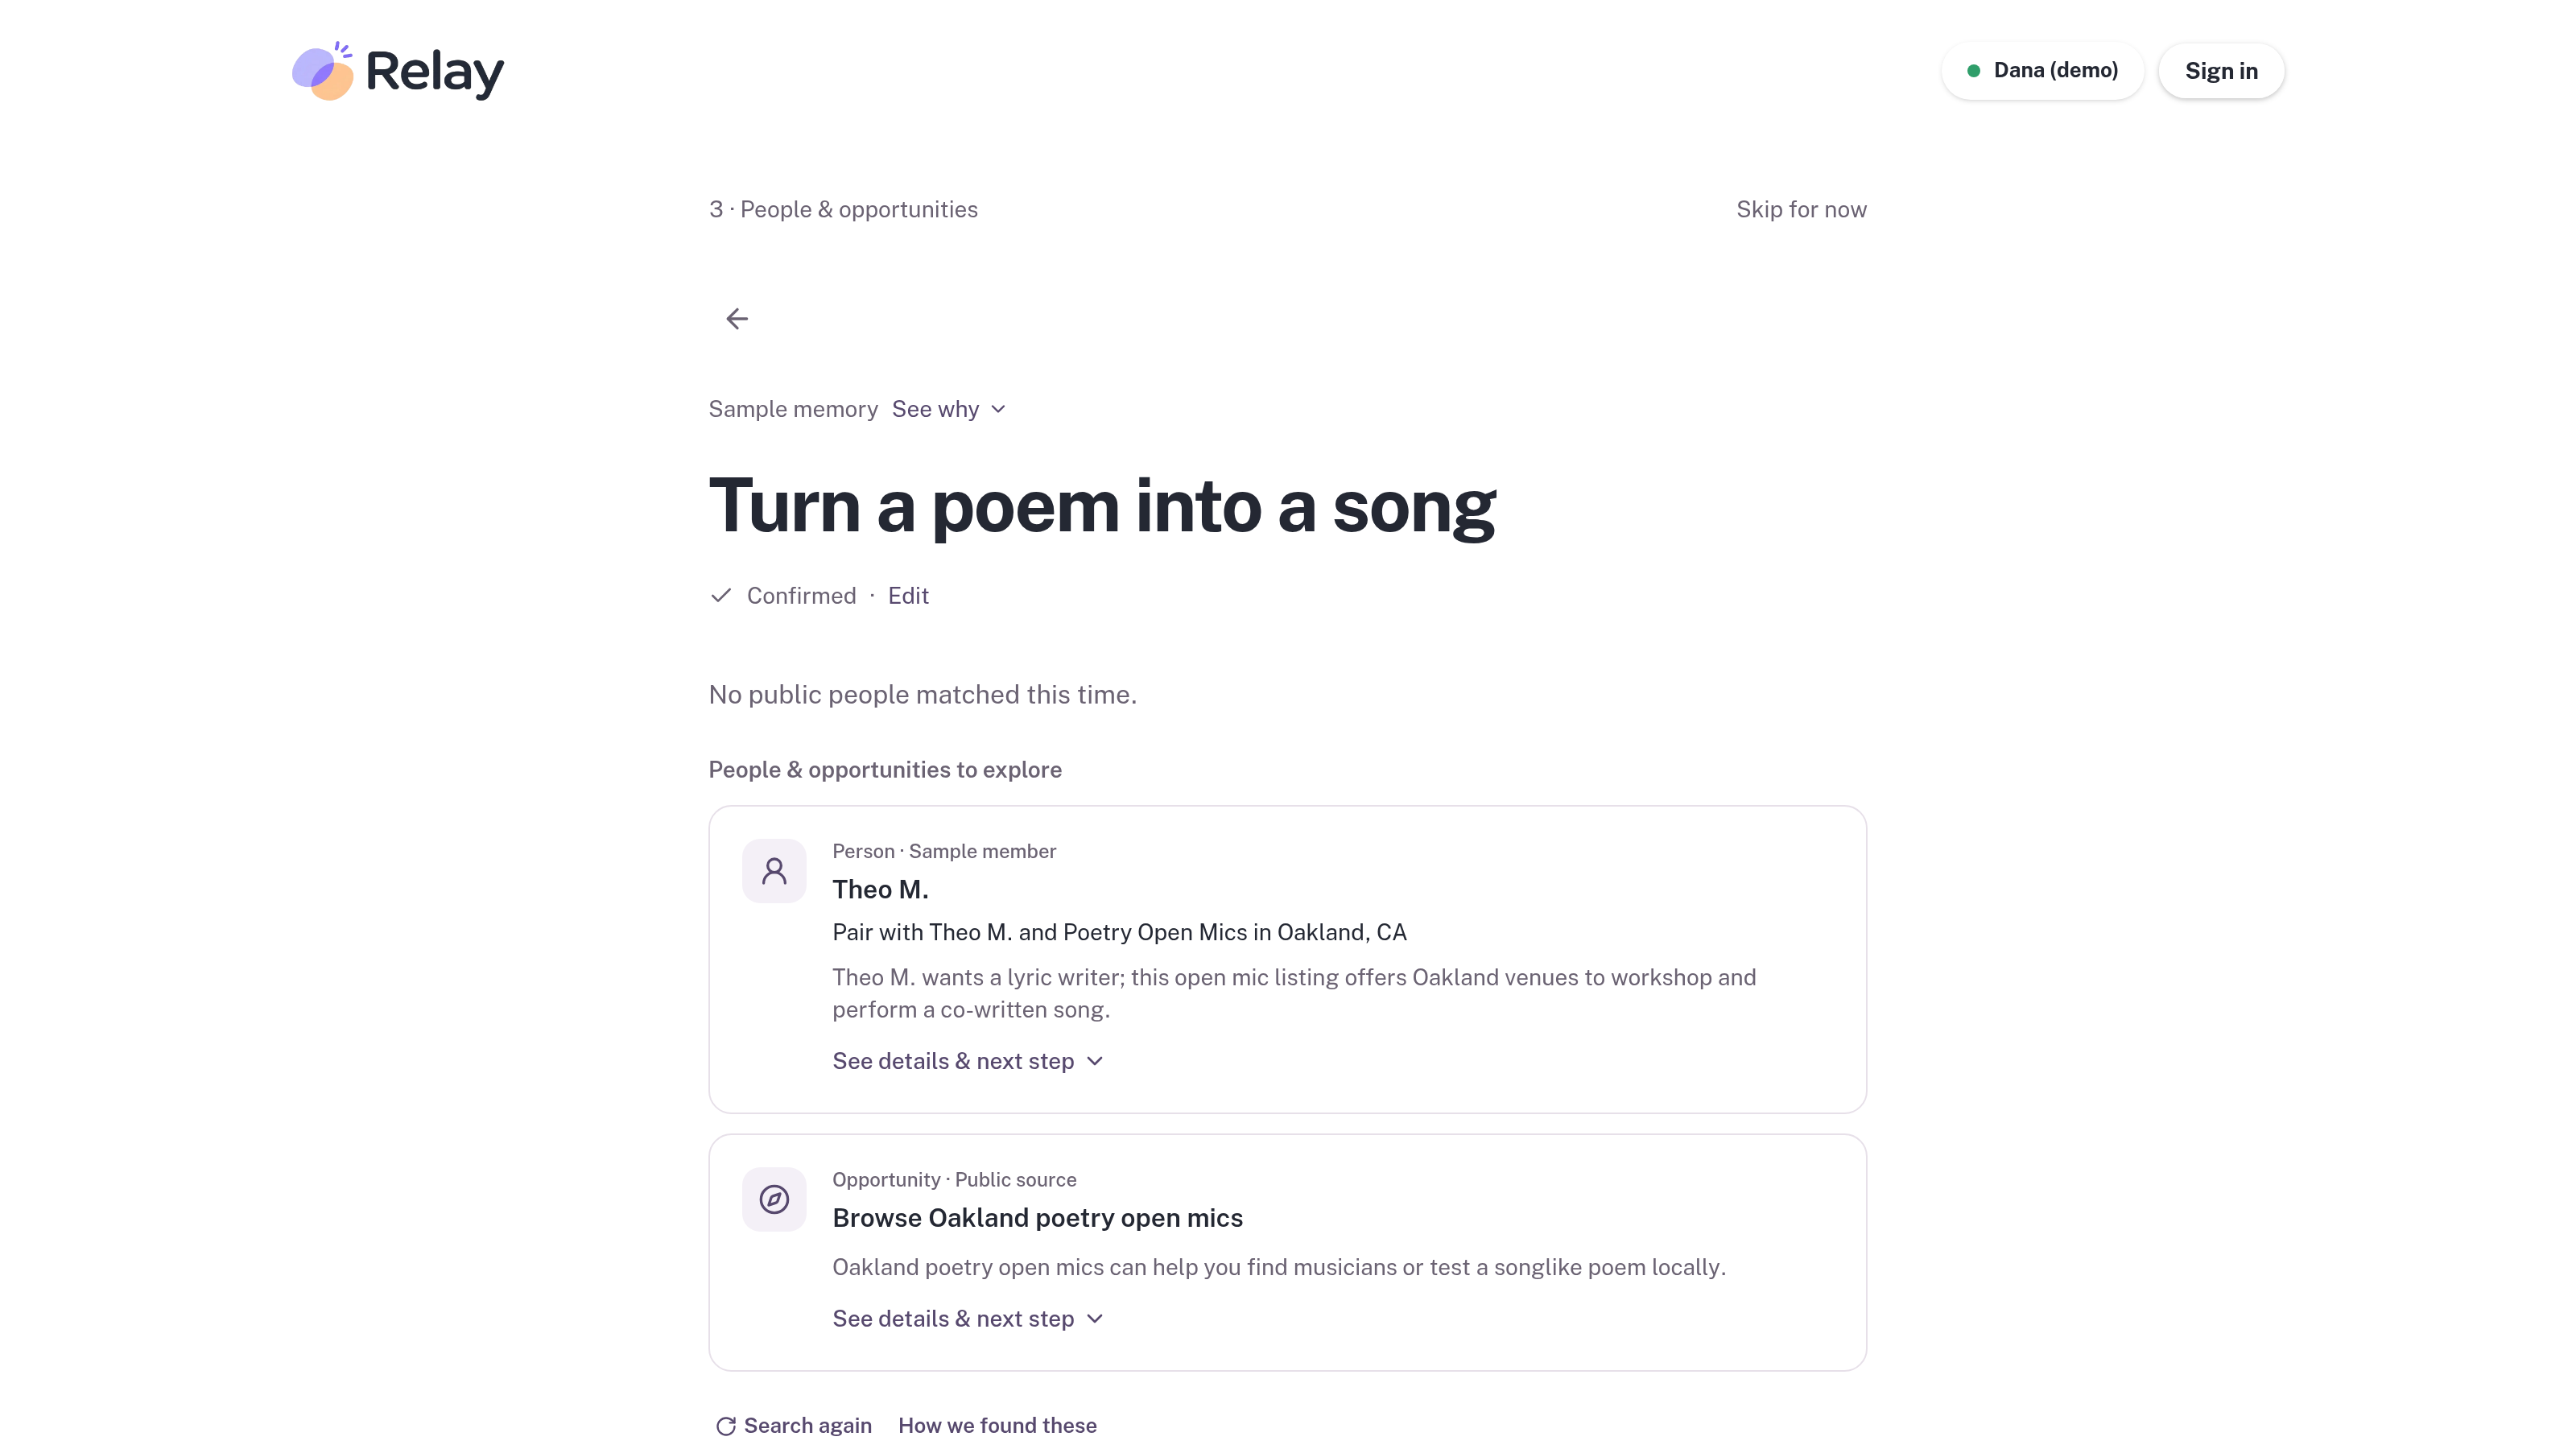 Relay
Dana (demo)
Sign in
3 · People & opportunities
Skip for now
Sample memory See why
Turn a poem into a song
Confirmed · Edit
No public people matched this time.
People & opportunities to explore
Person · Sample member
Theo M.
Pair with Theo M. and Poetry Open Mics in Oakland, CA
Theo M. wants a lyric writer; this open mic listing offers Oakland venues to workshop and
perform a co-written song.
See details & next step
Opportunity · Public source
Browse Oakland poetry open mics
Oakland poetry open mics can help you find musicians or test a songlike poem locally.
See details & next step
Search again
How we found these